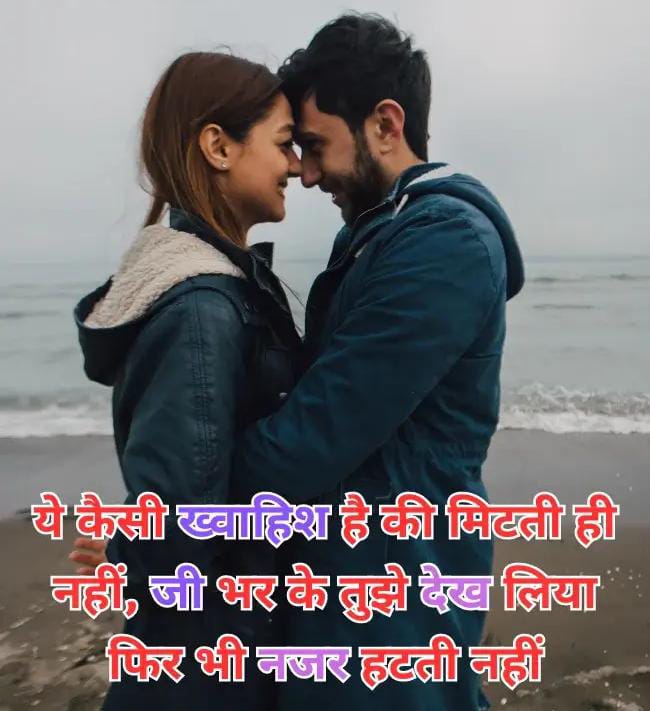 ये कैसी ख्वाहिश है की मिटती ही
नहीं, जी भर के तुझे देख लिया
फिर भी नजर हटती नहीं